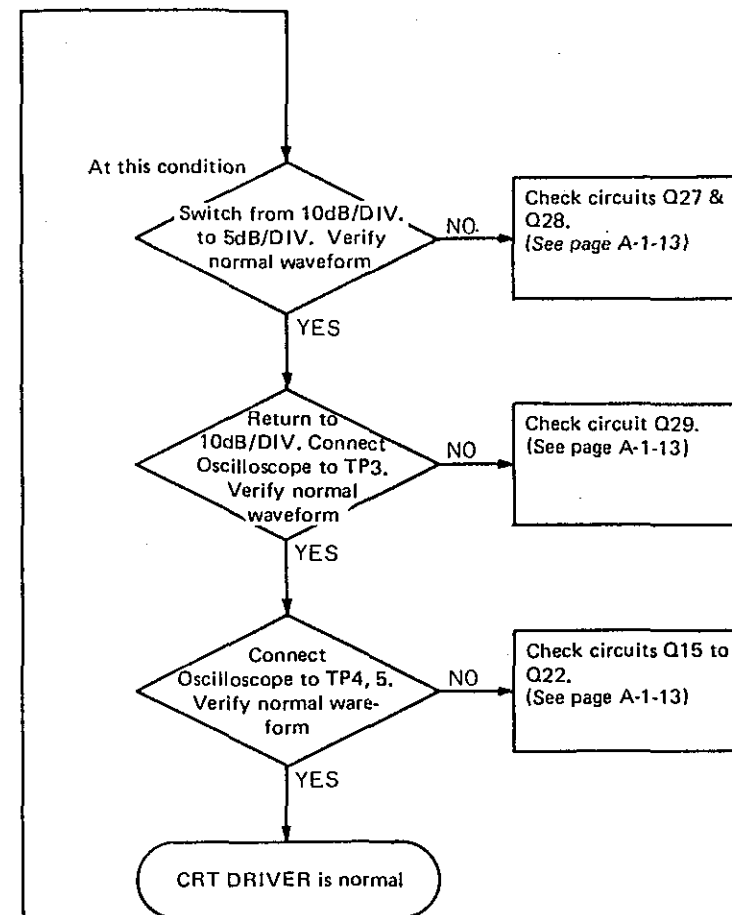 At this condition
Switch from 10dB/DIV.
to 5dB/DIV. Verify
normal waveform
NO.
Check circuits Q27 &
Q28.
(See page A-1-13)
YES
Return to
10dB/DIV. Connect
Oscilloscope to TP3.
Verify normal
waveform
NO
Check circuit Q29.
(See page A-1-13)
YES
Connect
Oscilloscope to TP4, 5.
Verify normal ware-
form
NO
Check circuits Q15 to
Q22.
(See page A-1-13)
YES
CRT DRIVER is normal